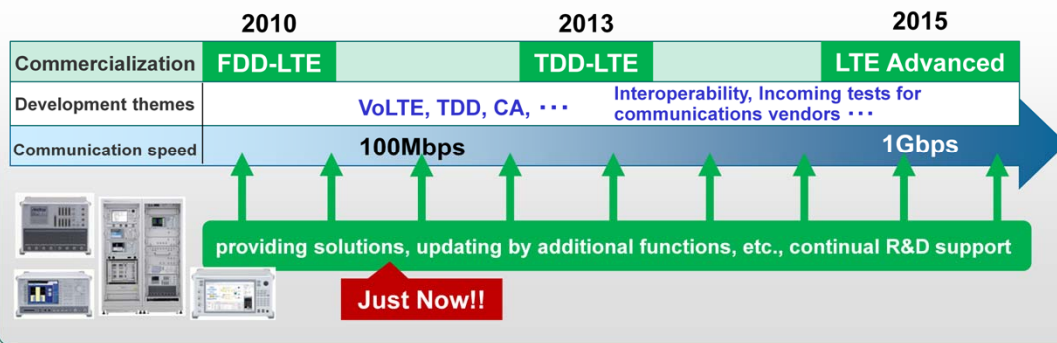 2010 2013 2015
Commercialization FDD-LTE TDD-LTE LTE Advanced
Development themes VoLTE, TDD, CA, ･･･ Interoperability, Incoming tests for
communications vendors ･･･
Communication speed 100Mbps 1Gbps
providing solutions, updating by additional functions, etc., continual R&D support
Just Now!!